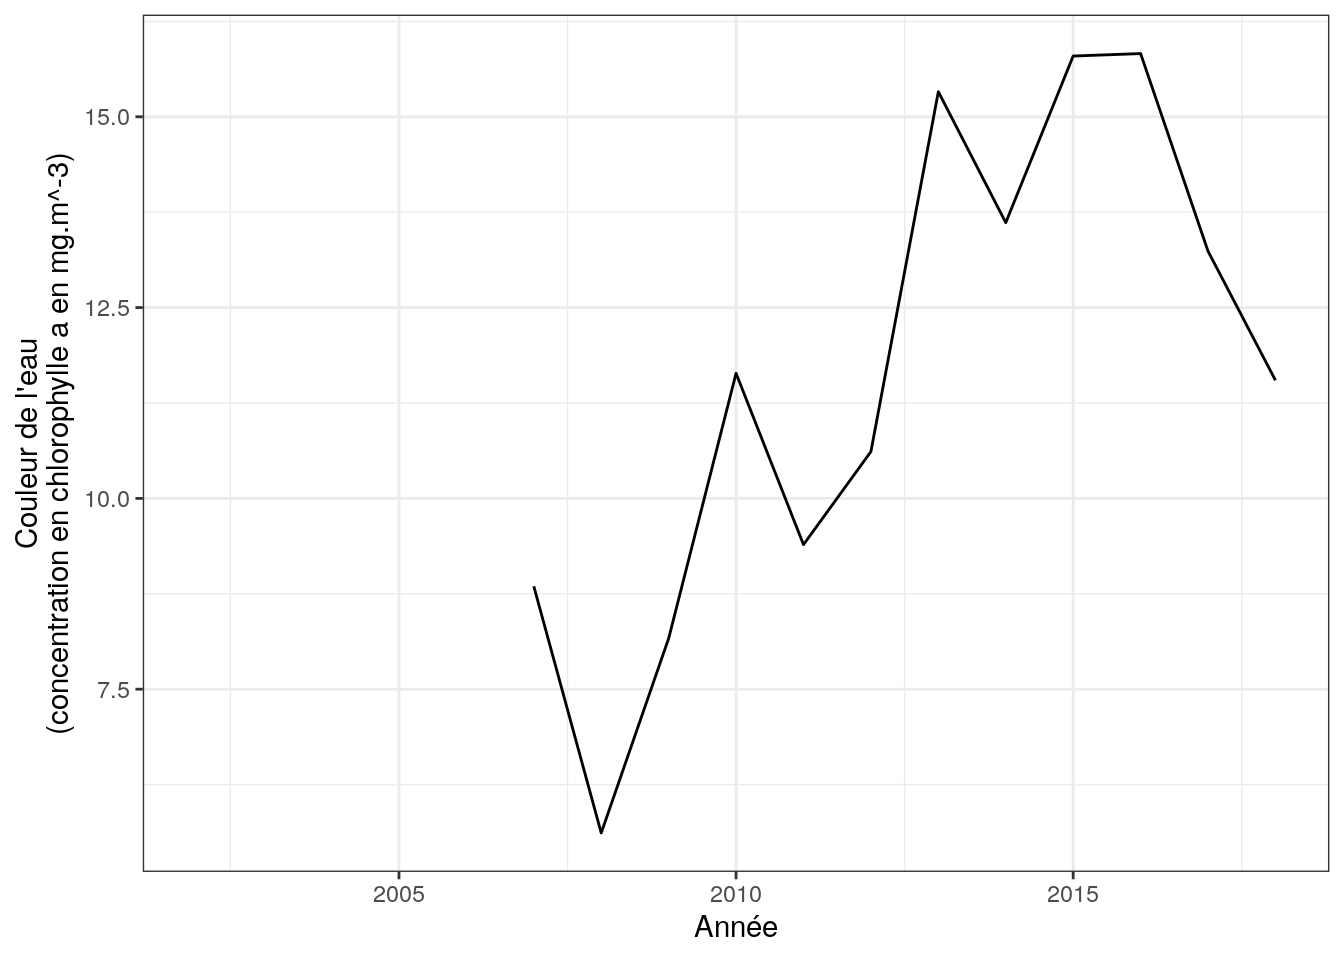 Couleur de l'eau
(concentration en chlorophylle a en mg.m^-3)
15.0
12.5
10.0
7.5
2005
2010
2015
Année